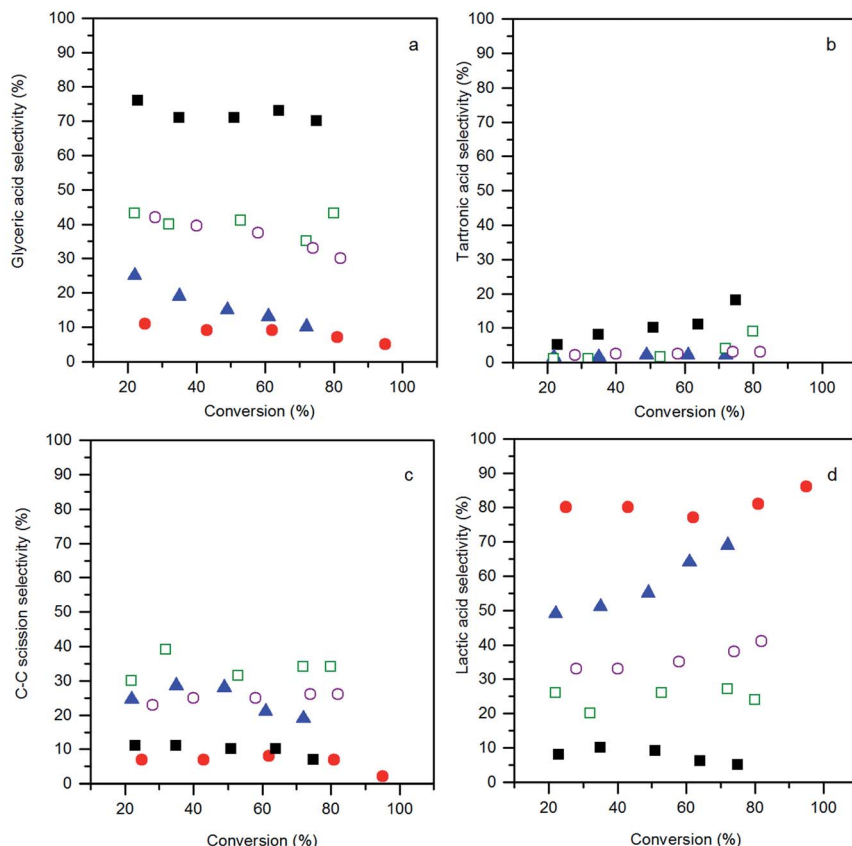 a
Glyceric acid selectivity (%)
100
90
80
70
60
50
40
30
20
10
0
20 40 60 80 100
Conversion (%)
b
Tartronic acid selectivity (%)
100
90
80
70
60
50
40
30
20
10
0
20 40 60 80 100
Conversion (%)
c
C-C scission selectivity (%)
100
90
80
70
60
50
40
30
20
10
0
20 40 60 80 100
Conversion (%)
d
Lactic acid selectivity (%)
100
90
80
70
60
50
40
30
20
10
0
20 40 60 80 100
Conversion (%)